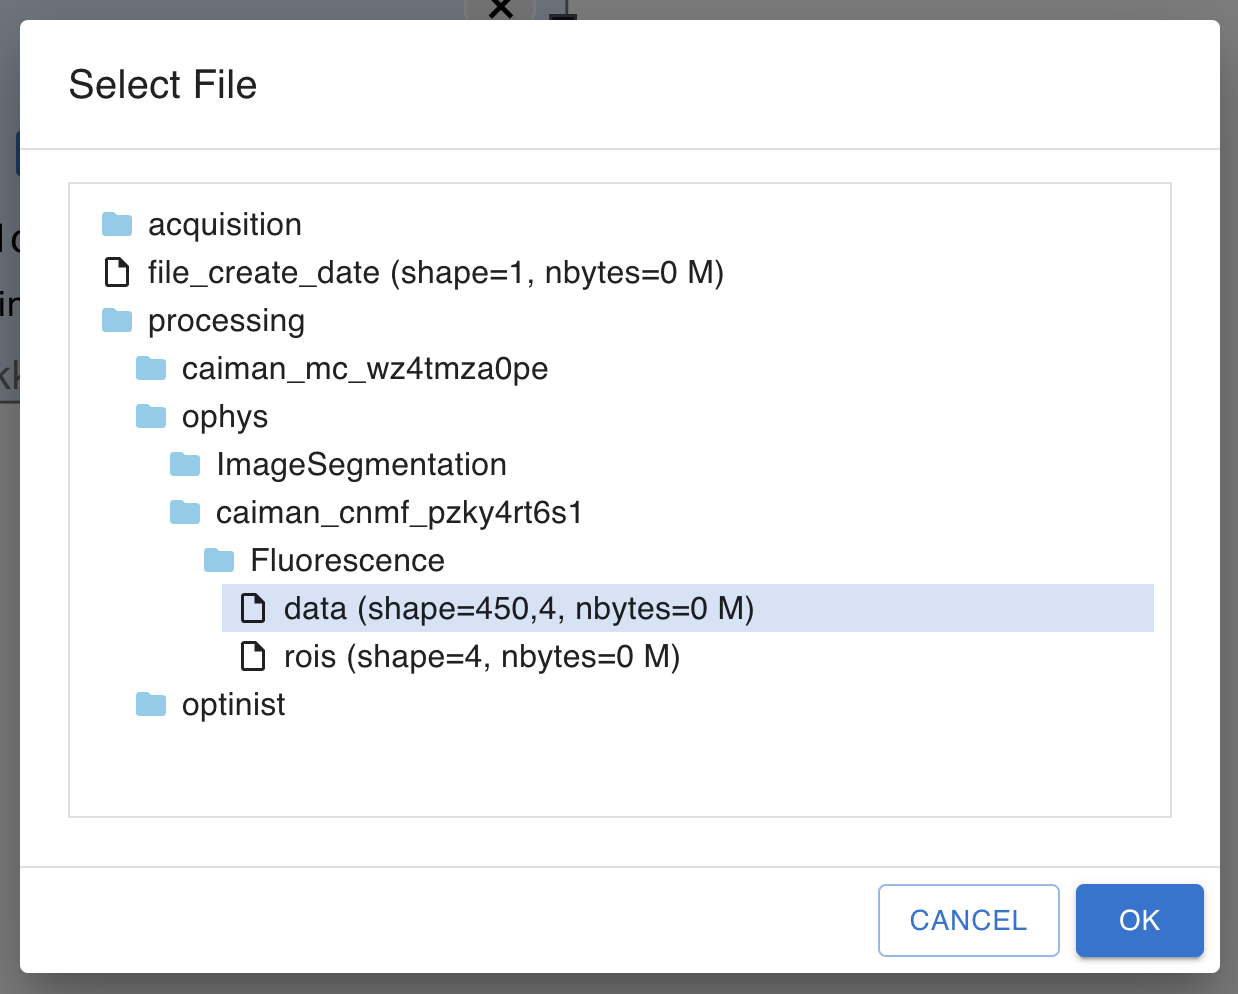 Select File
acquisition
file_create_date (shape=1, nbytes=0 M)
processing
caiman_mc_wz4tmza0pe
ophys
ImageSegmentation
caiman_cnmf_pzky4rt6s1
Fluorescence
data (shape=450,4, nbytes=0 M)
rois (shape=4, nbytes=0 M)
optinist
CANCEL OK